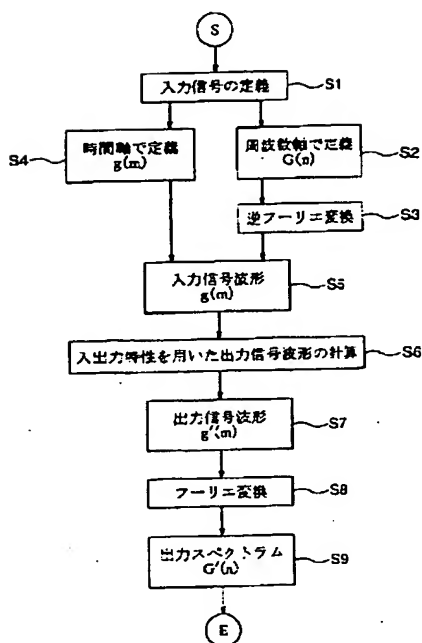 S
入力信号の定義
S1
時間軸で定義
g(m)
S4
周波数軸で定義
G(n)
S2
逆フーリエ変換
S3
入力信号波形
g(m)
S5
入出力特性を用いた出力信号波形の計算
S6
出力信号波形
g''(m)
S7
フーリエ変換
S8
出力スペクトラム
G'(n)
S9
E